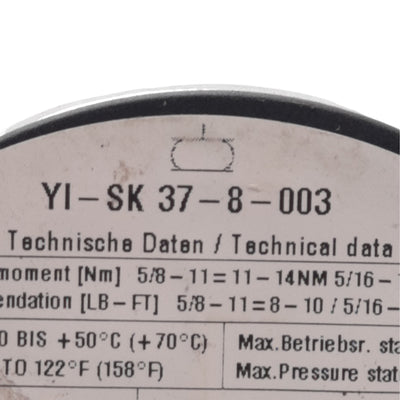 YI-SK 37-8-003
Technische Daten / Technical data
moment [Nm] 5/8-11=11-14NM 5/16-
endation [LB-FT] 5/8-11=8-10 / 5/16-
0 BIS +50°C (+70°C) Max.Betriebsr. sta
TO 122°F (158°F) Max.Pressure stat